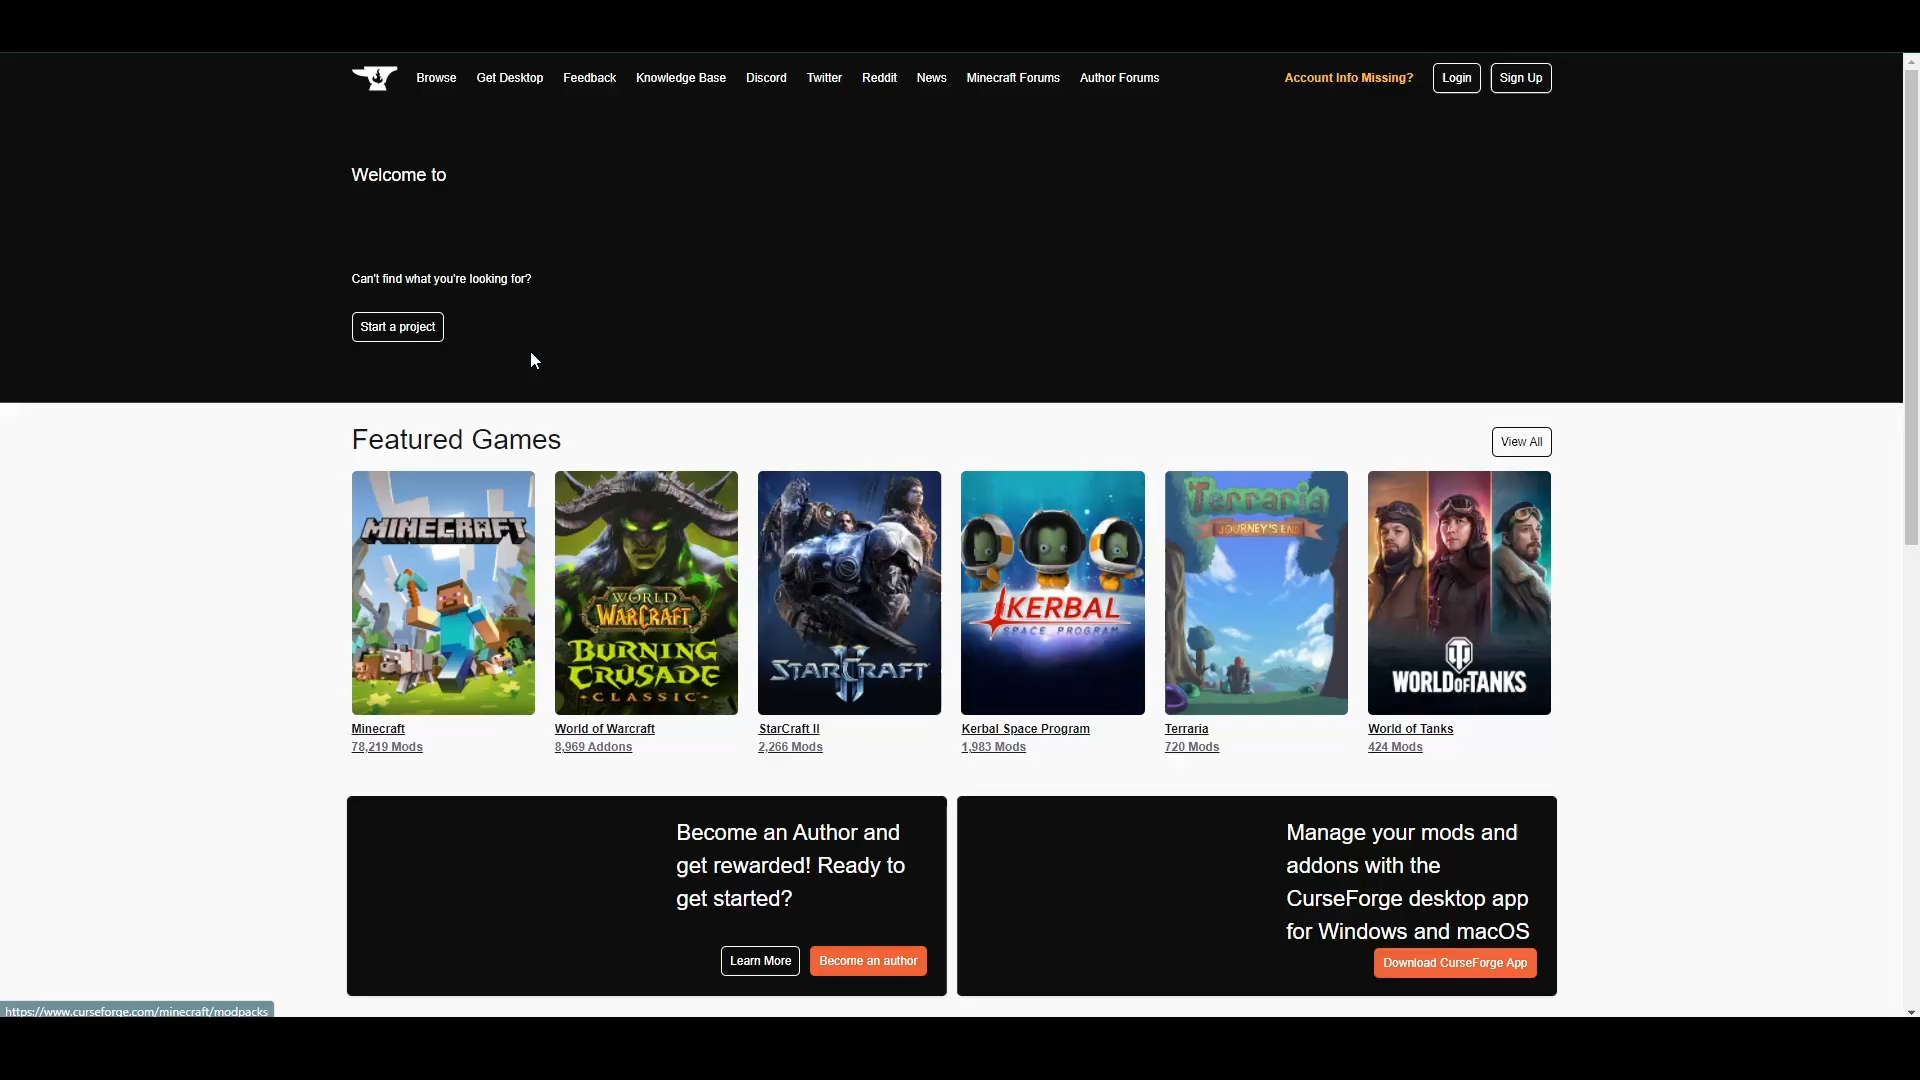 Browse Get Desktop Feedback Knowledge Base Discord Twitter Reddit News Minecraft Forums Author Forums Account Info Missing? Login Sign Up
Welcome to
Can't find what you're looking for?
Start a project
Featured Games View All
MINECRAFT
WORLD OF WARCRAFT
BURNING CRUSADE
CLASSIC
STARCRAFT II
KERBAL
SPACE PROGRAM
Terraria
JOURNEY'S END
WORLD OF TANKS
Minecraft World of Warcraft StarCraft II Kerbal Space Program Terraria World of Tanks
78,219 Mods 8,969 Addons 2,266 Mods 1,983 Mods 720 Mods 424 Mods
Become an Author and
get rewarded! Ready to
get started?
Learn More Become an author
Manage your mods and
addons with the
CurseForge desktop app
for Windows and macOS
Download CurseForge App
https://www.curseforge.com/minecraft/modpacks